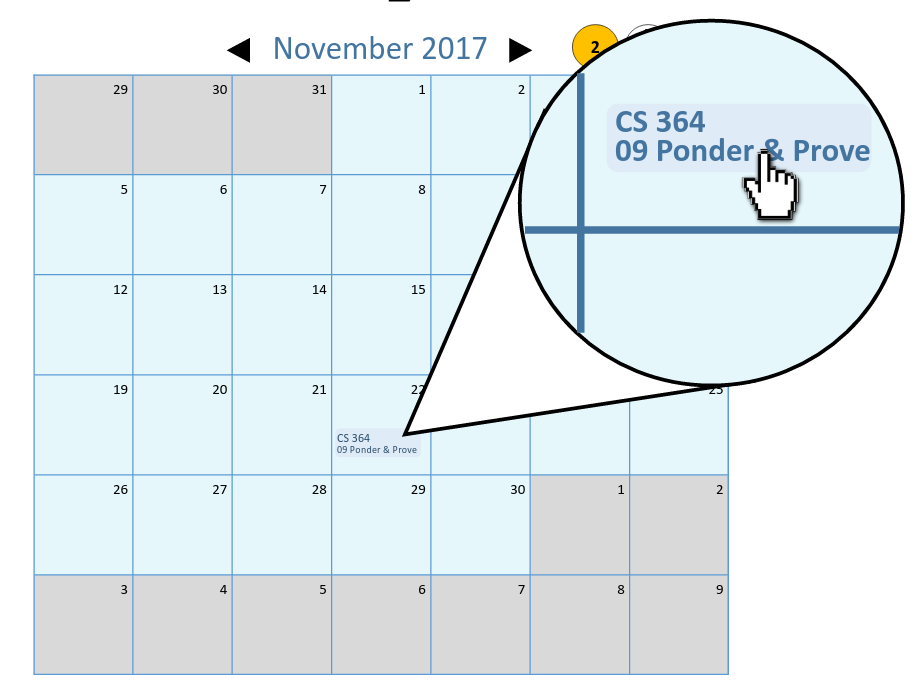 November 2017
2
29 30 31 1 2
5 6 7 8
12 13 14 15
19 20 21 22
CS 364
09 Ponder & Prove
26 27 28 29 30 1 2
3 4 5 6 7 8 9
CS 364
09 Ponder & Prove